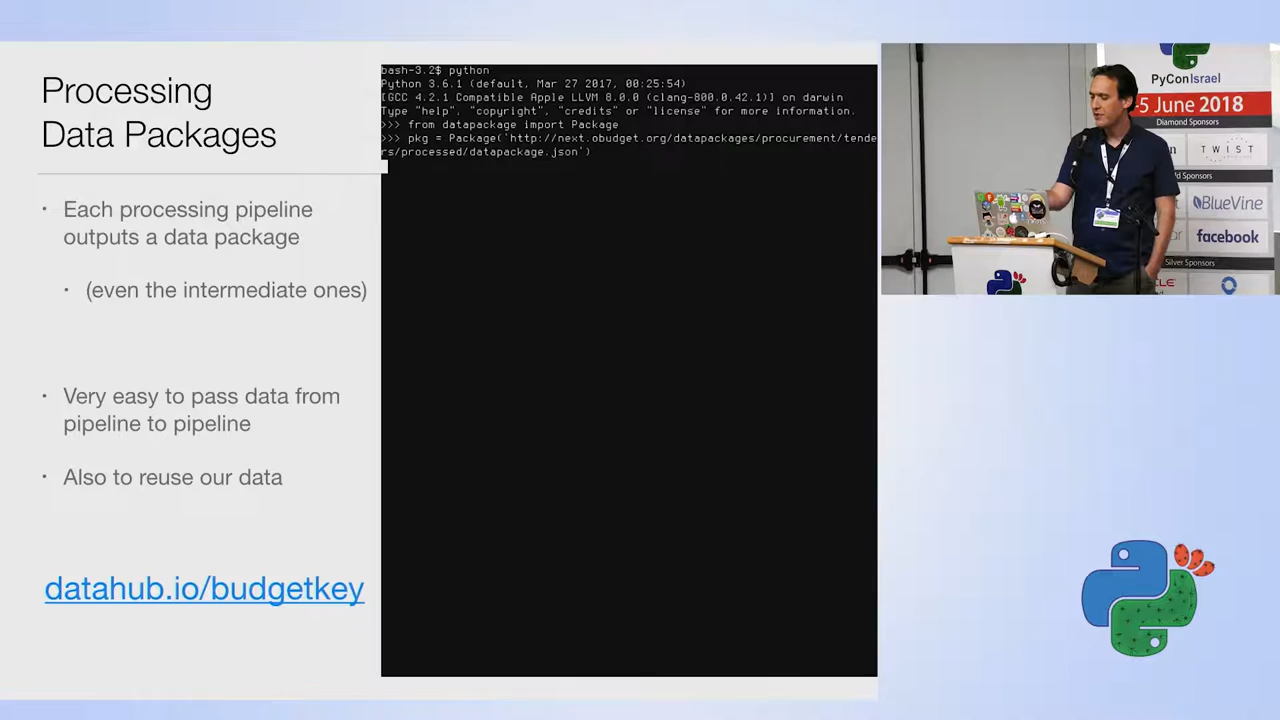 Processing
Data Packages
• Each processing pipeline
outputs a data package
• (even the intermediate ones)
• Very easy to pass data from
pipeline to pipeline
• Also to reuse our data
datahub.io/budgetkey
bash-3.2$ python
Python 3.6.1 (default, Mar 27 2017, 00:25:54)
[GCC 4.2.1 Compatible Apple LLVM 8.0.0 (clang-800.0.42.1)] on darwin
Type "help", "copyright", "credits" or "license" for more information.
>>> from datapackage import Package
>>> pkg = Package('http://next.obudget.org/datapackages/procurement/tende
rs/processed/datapackage.json')
PyConIsrael
-5 June 2018
Diamond Sponsors
TWIST
Sponsors
BlueVine
facebook
Silver Sponsors